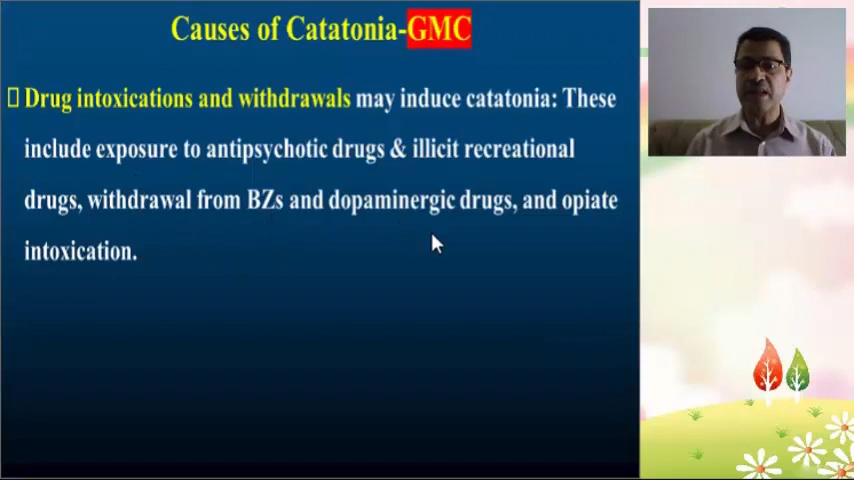 Causes of Catatonia-GMC
Drug intoxications and withdrawals may induce catatonia: These
include exposure to antipsychotic drugs & illicit recreational
drugs, withdrawal from BZs and dopaminergic drugs, and opiate
intoxication.